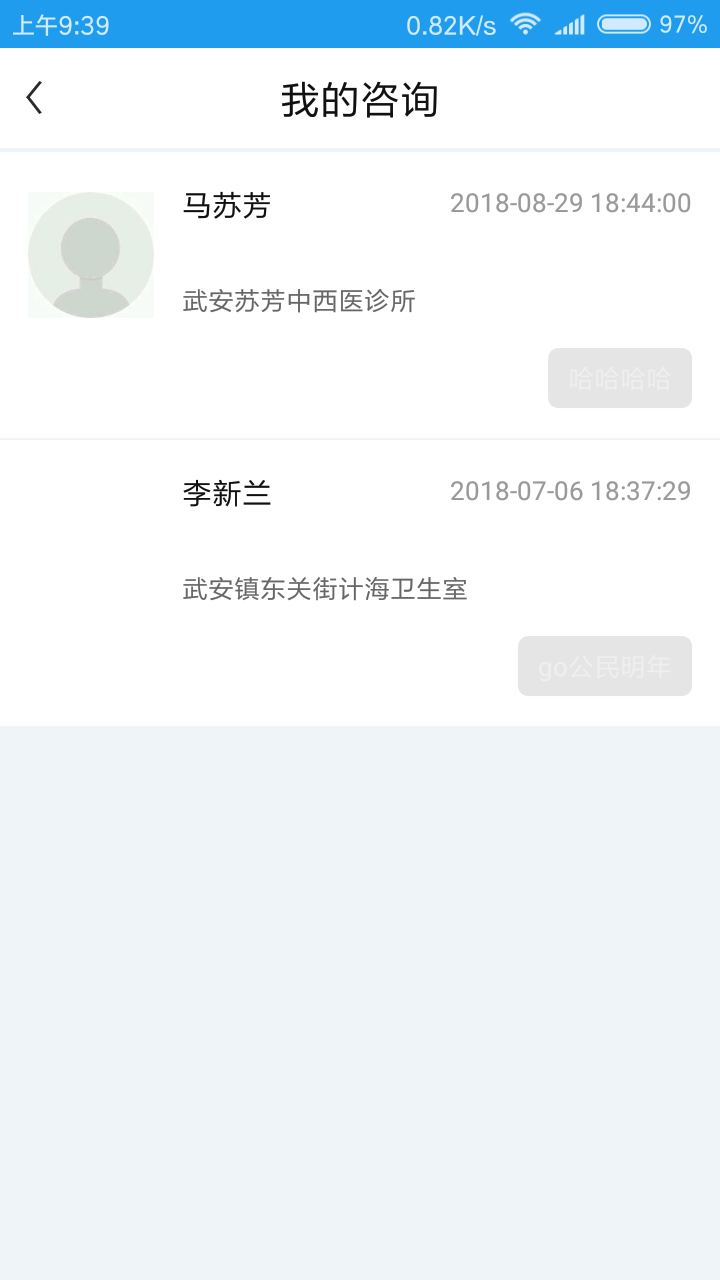 上午9:39
0.82K/s
97%
我的咨询
马苏芳
2018-08-29 18:44:00
武安苏芳中西医诊所
哈哈哈哈
李新兰
2018-07-06 18:37:29
武安镇东关街计海卫生室
go公民明年